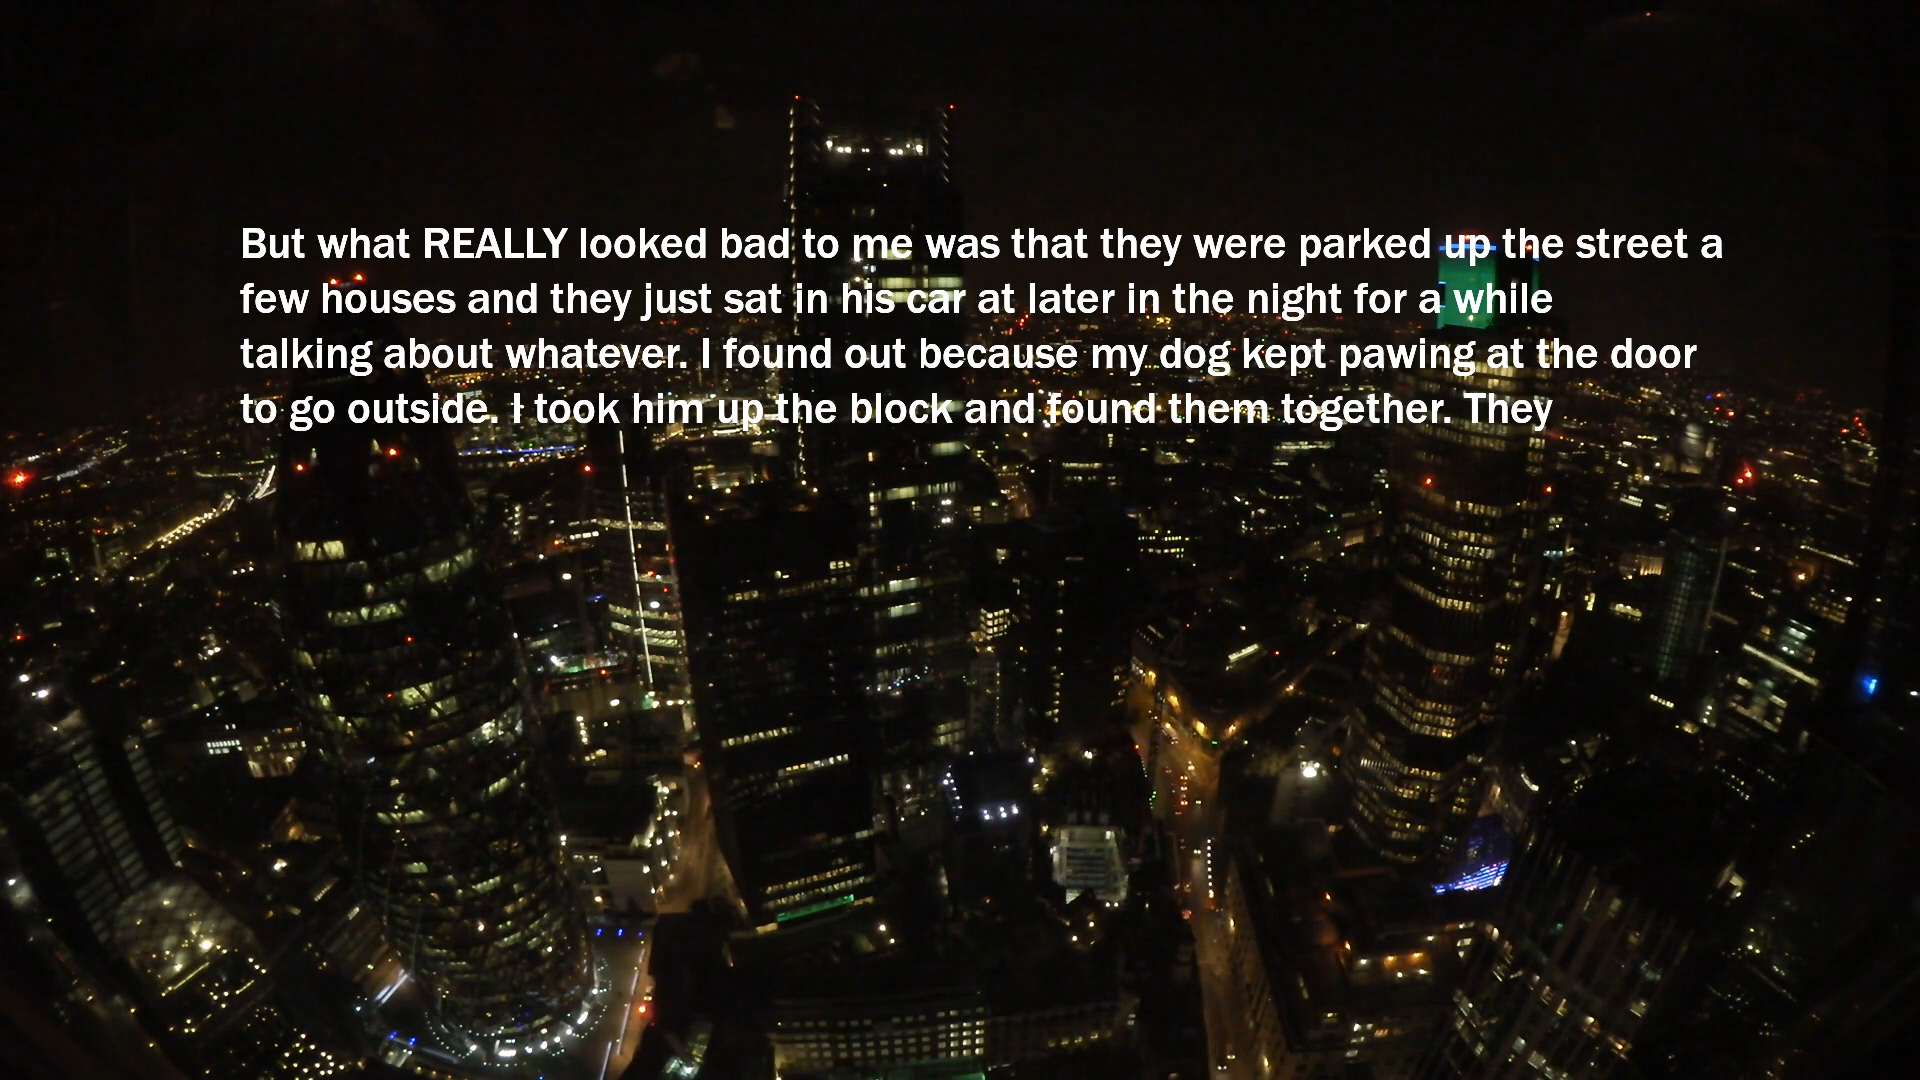 But what REALLY looked bad to me was that they were parked up the street a
few houses and they just sat in his car at later in the night for a while
talking about whatever. I found out because my dog kept pawing at the door
to go outside. I took him up the block and found them together. They